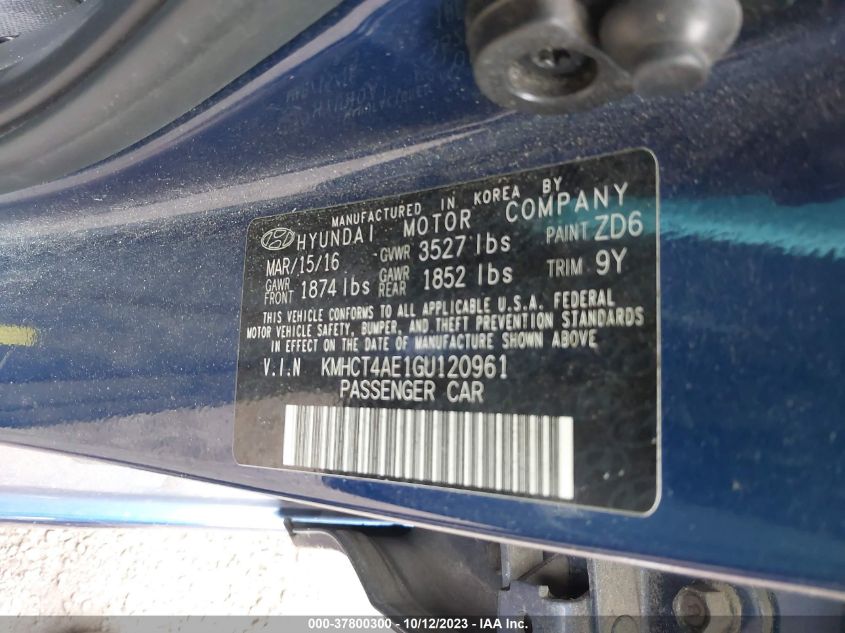 MANUFACTURED IN KOREA BY
HYUNDAI MOTOR COMPANY
MAR/15/16 GVWR 3527 lbs PAINT ZD6
GAWR FRONT 1874 lbs GAWR REAR 1852 lbs TRIM 9Y
THIS VEHICLE CONFORMS TO ALL APPLICABLE U.S.A. FEDERAL
MOTOR VEHICLE SAFETY, BUMPER, AND THEFT PREVENTION STANDARDS
IN EFFECT ON THE DATE OF MANUFACTURE SHOWN ABOVE
V.I.N KMHCT4AE1GU120961
PASSENGER CAR
000-37800300 - 10/12/2023 - IAA Inc.